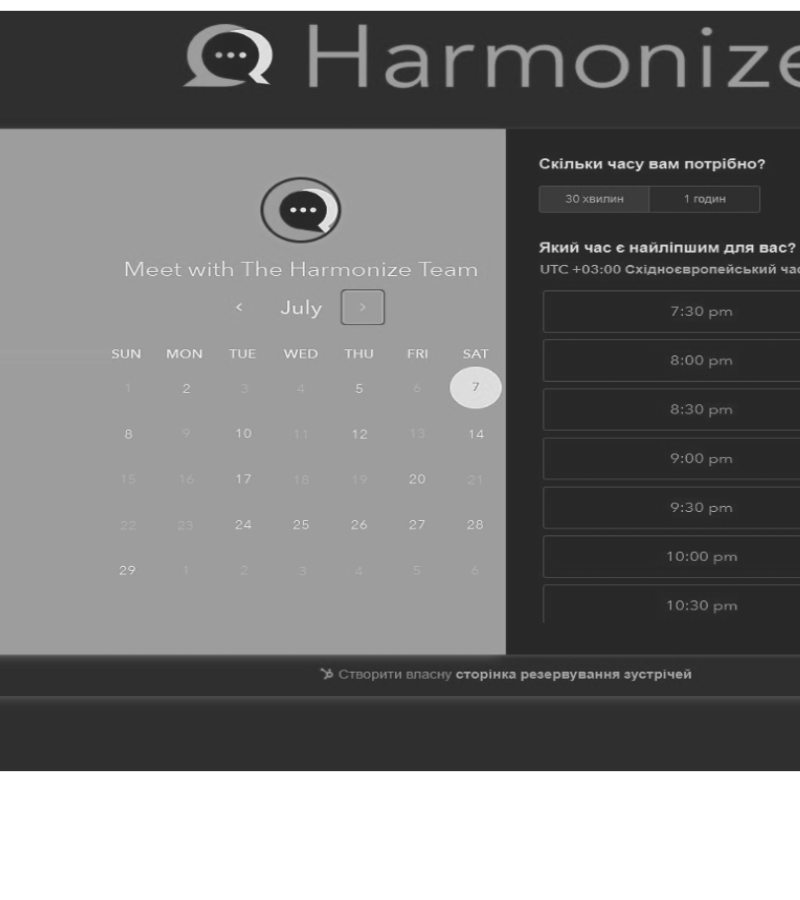 Harmonize
Meet with The Harmonize Team
< July >
SUN MON TUE WED THU FRI SAT
1 2 3 4 5 6 7
8 9 10 11 12 13 14
15 16 17 18 19 20 21
22 23 24 25 26 27 28
29 1 2 3 4 5 6
Скільки часу вам потрібно?
30 хвилин 1 годин
Який час є найліпшим для вас?
UTC +03:00 Східноєвропейський час
7:30 pm
8:00 pm
8:30 pm
9:00 pm
9:30 pm
10:00 pm
10:30 pm
Створити власну сторінка резервування зустрічей